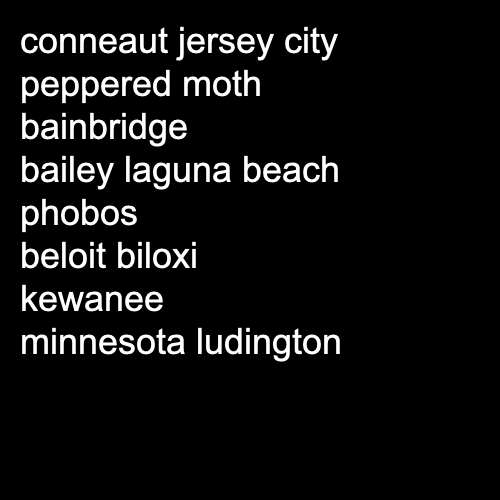 conneaut jersey city
peppered moth
bainbridge
bailey laguna beach
phobos
beloit biloxi
kewanee
minnesota ludington